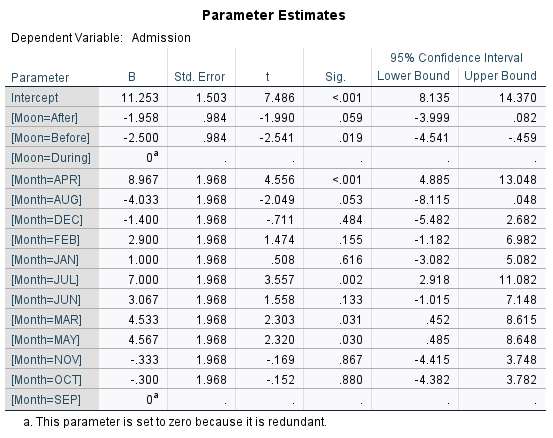 Parameter Estimates
Dependent Variable: Admission
95% Confidence Interval
Parameter B Std. Error t Sig. Lower Bound Upper Bound
Intercept 11.253 1.503 7.486 <.001 8.135 14.370
[Moon=After] -1.958 .984 -1.990 .059 -3.999 .082
[Moon=Before] -2.500 .984 -2.541 .019 -4.541 -.459
[Moon=During] 0a . . . . .
[Month=APR] 8.967 1.968 4.556 <.001 4.885 13.048
[Month=AUG] -4.033 1.968 -2.049 .053 -8.115 .048
[Month=DEC] -1.400 1.968 -.711 .484 -5.482 2.682
[Month=FEB] 2.900 1.968 1.474 .155 -1.182 6.982
[Month=JAN] 1.000 1.968 .508 .616 -3.082 5.082
[Month=JUL] 7.000 1.968 3.557 .002 2.918 11.082
[Month=JUN] 3.067 1.968 1.558 .133 -1.015 7.148
[Month=MAR] 4.533 1.968 2.303 .031 .452 8.615
[Month=MAY] 4.567 1.968 2.320 .030 .485 8.648
[Month=NOV] -.333 1.968 -.169 .867 -4.415 3.748
[Month=OCT] -.300 1.968 -.152 .880 -4.382 3.782
[Month=SEP] 0a . . . . .
a. This parameter is set to zero because it is redundant.